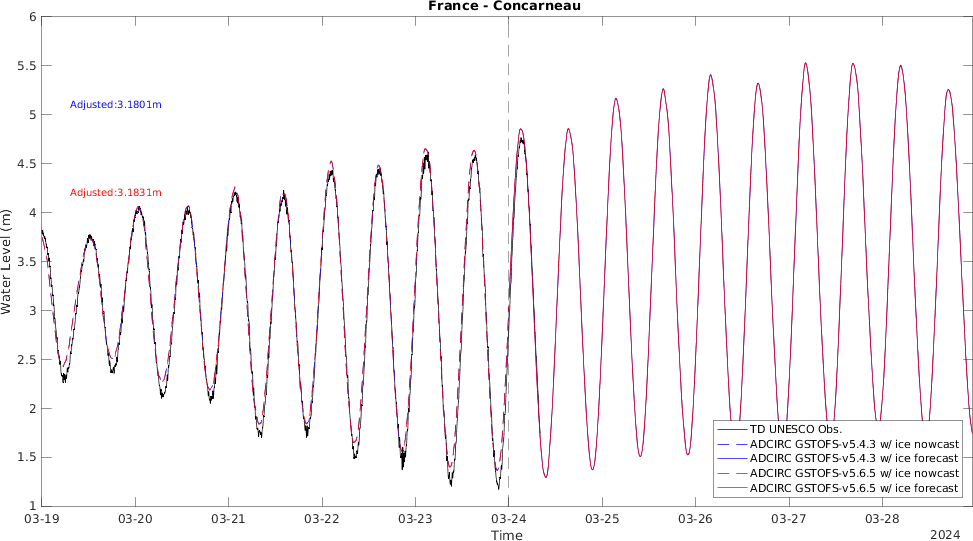 France - Concarneau
6
5.5
5
4.5
4
3.5
3
2.5
2
1.5
1
Water Level (m)
Adjusted:3.1801m
Adjusted:3.1831m
TD UNESCO Obs.
ADCIRC GSTOFS-v5.4.3 w/ ice nowcast
ADCIRC GSTOFS-v5.4.3 w/ ice forecast
ADCIRC GSTOFS-v5.6.5 w/ ice nowcast
ADCIRC GSTOFS-v5.6.5 w/ ice forecast
03-19 03-20 03-21 03-22 03-23 03-24 03-25 03-26 03-27 03-28
Time
2024